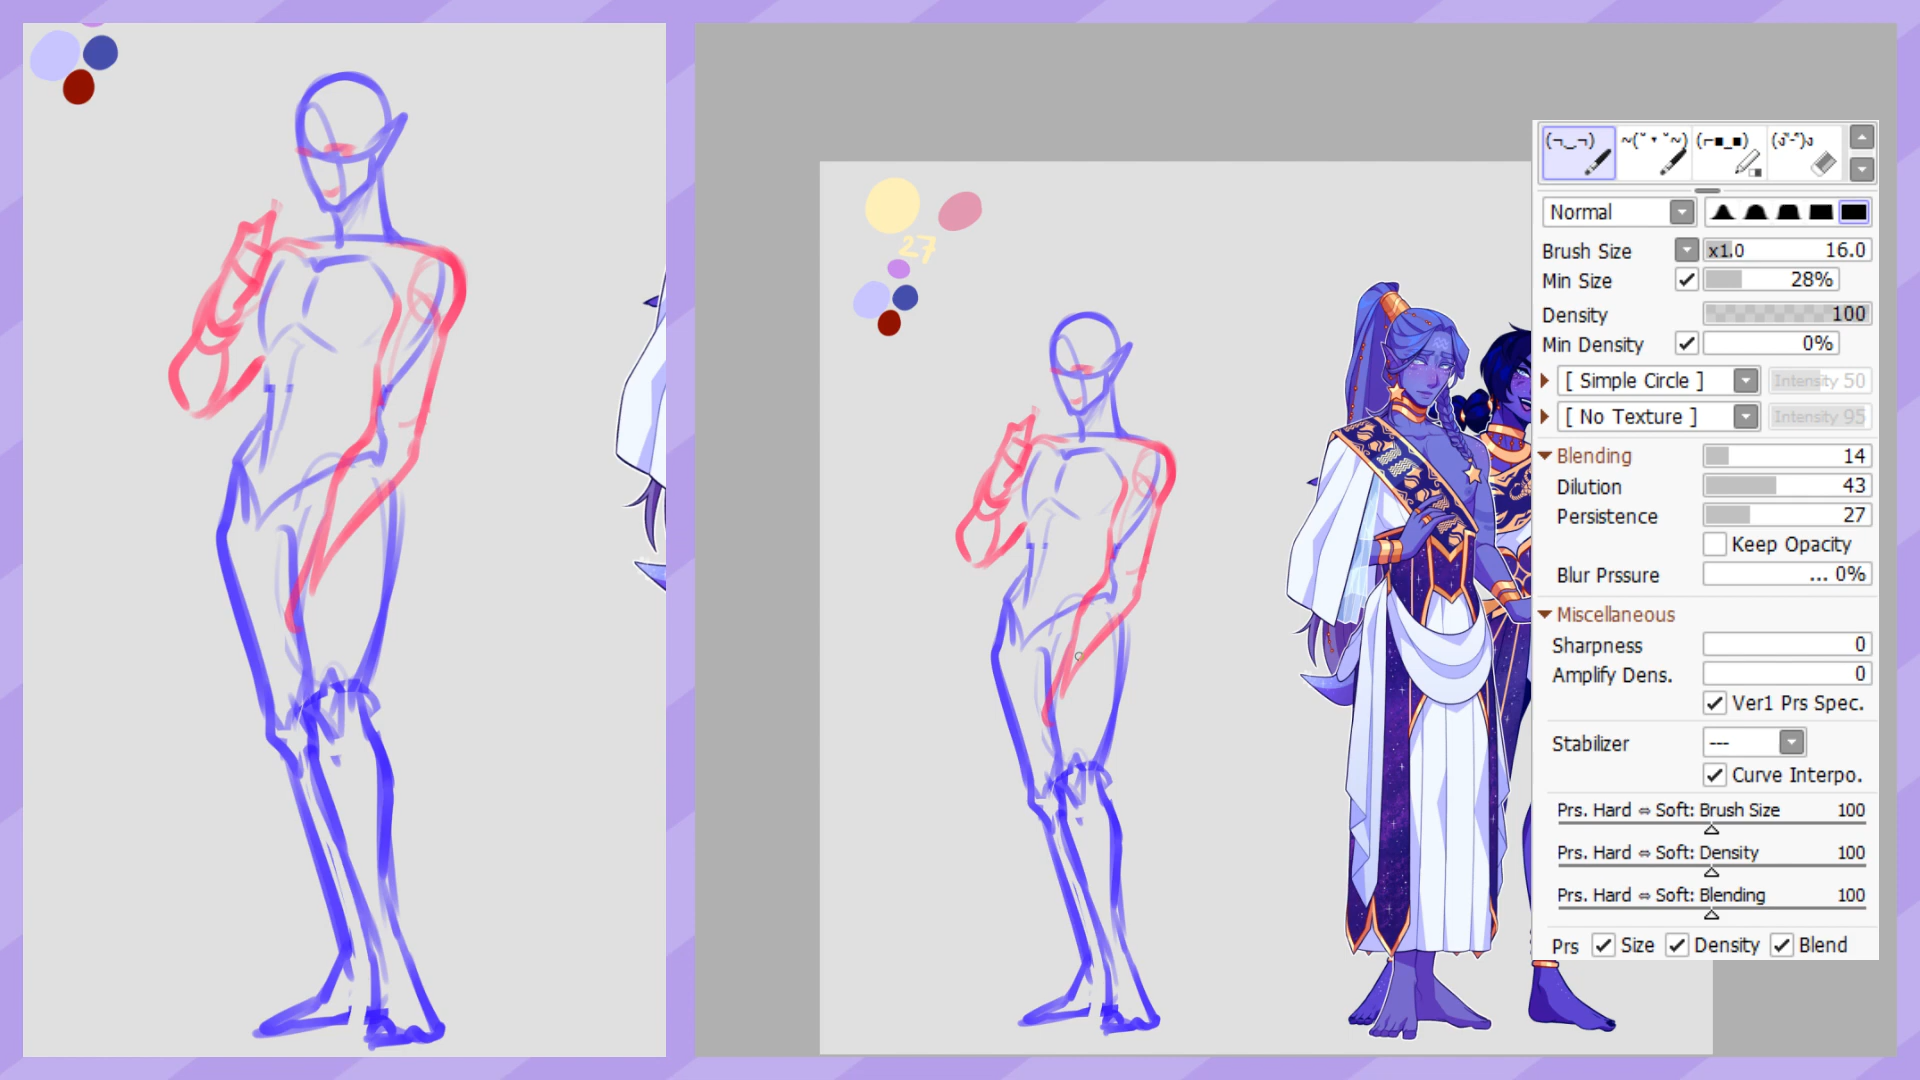 27
(¬‿¬)
~(˘▾˘~)
(⌐■_■)
Normal
Brush Size x1.0 16.0
Min Size 28%
Density 100
Min Density 0%
[ Simple Circle ] Intensity 50
[ No Texture ] Intensity 95
Blending 14
Dilution 43
Persistence 27
Keep Opacity
Blur Prssure ... 0%
Miscellaneous
Sharpness 0
Amplify Dens. 0
Ver1 Prs Spec.
Stabilizer ---
Curve Interpo.
Prs. Hard ⇔ Soft: Brush Size 100
Prs. Hard ⇔ Soft: Density 100
Prs. Hard ⇔ Soft: Blending 100
Prs Size Density Blend